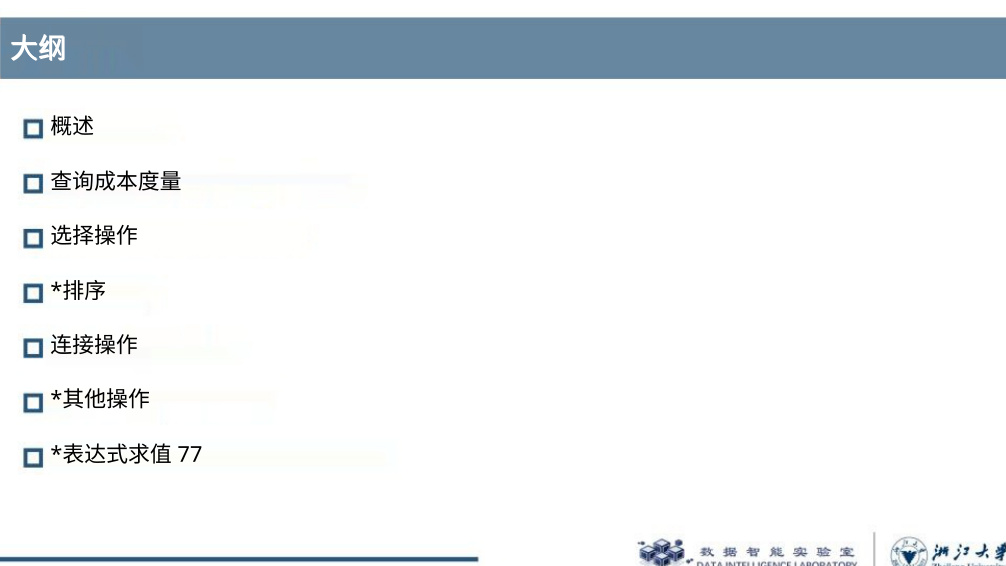 大纲
概述
查询成本度量
选择操作
*排序
连接操作
*其他操作
*表达式求值 77
数据智能实验室
DATA INTELLIGENCE LABORATORY
浙江大学